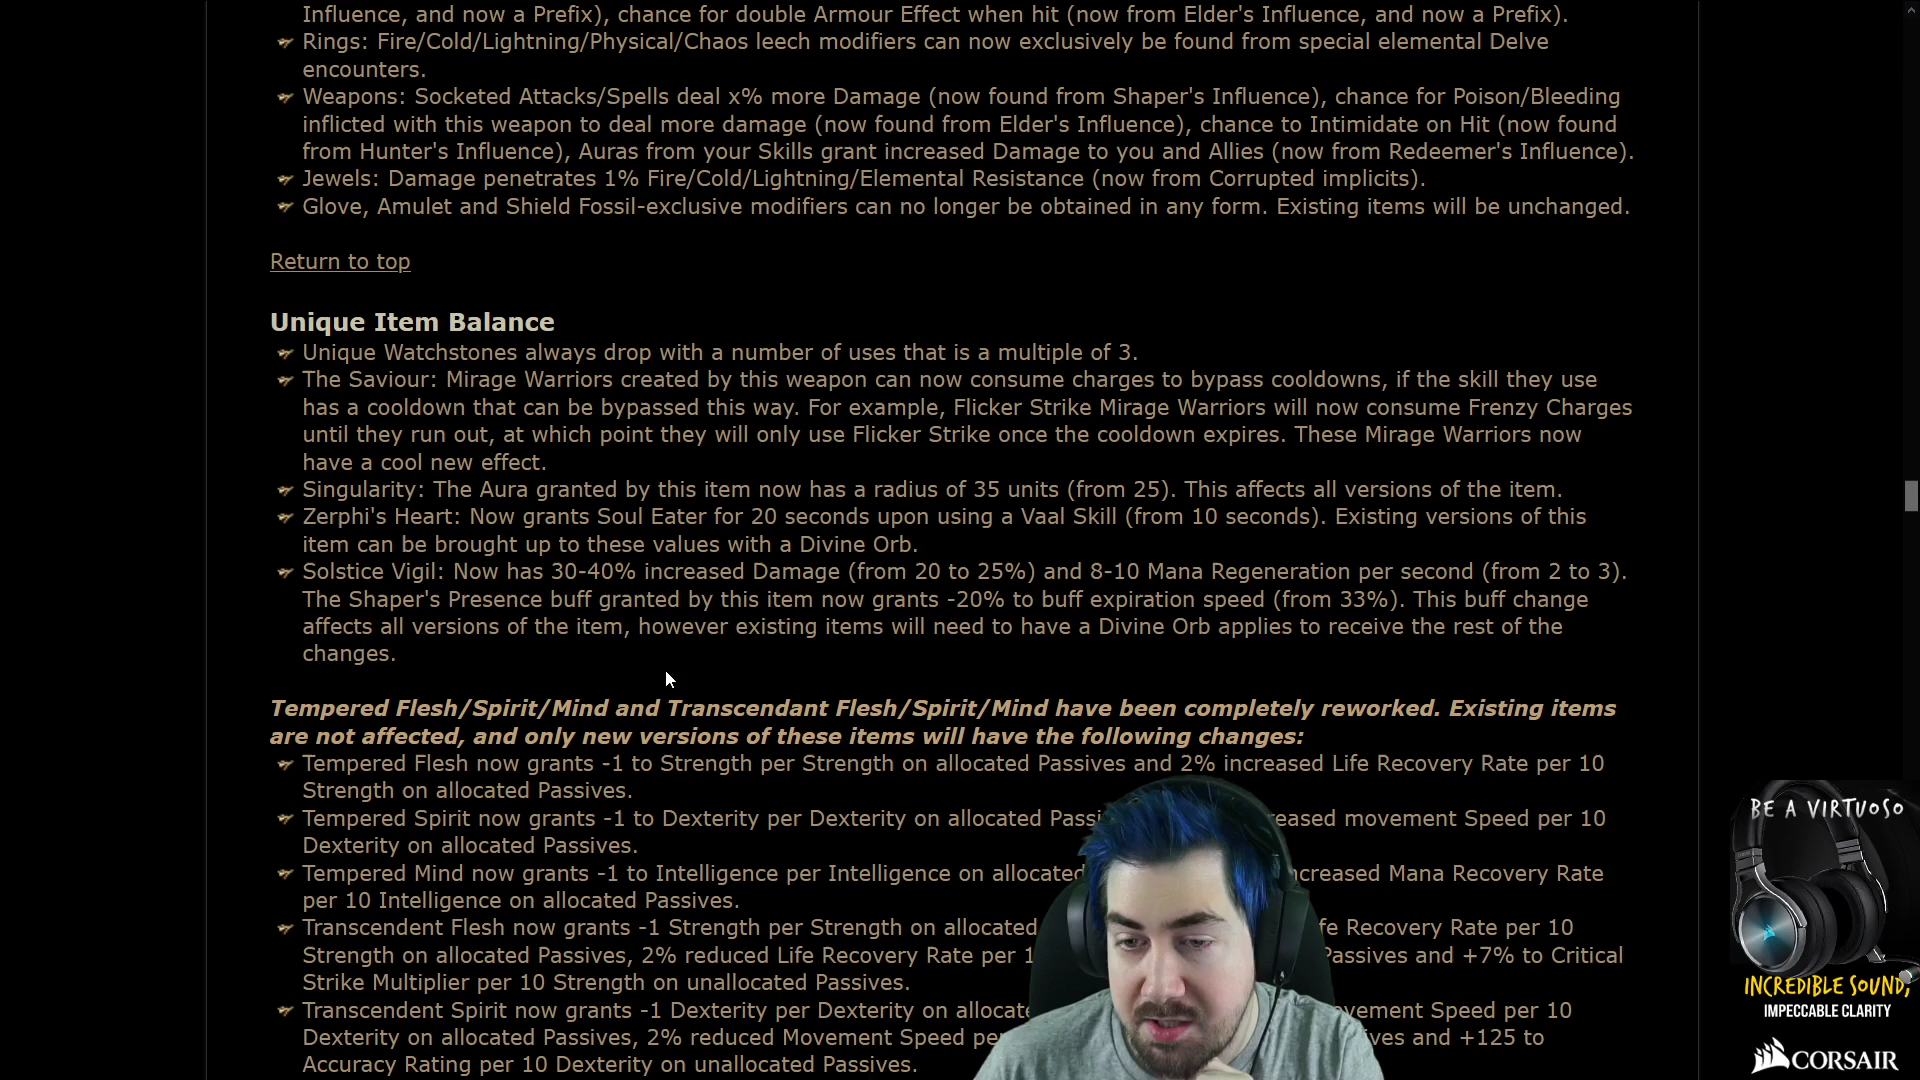 Influence, and now a Prefix), chance for double Armour Effect when hit (now from Elder's Influence, and now a Prefix).
Rings: Fire/Cold/Lightning/Physical/Chaos leech modifiers can now exclusively be found from special elemental Delve
encounters.
Weapons: Socketed Attacks/Spells deal x% more Damage (now found from Shaper's Influence), chance for Poison/Bleeding
inflicted with this weapon to deal more damage (now found from Elder's Influence), chance to Intimidate on Hit (now found
from Hunter's Influence), Auras from your Skills grant increased Damage to you and Allies (now from Redeemer's Influence).
Jewels: Damage penetrates 1% Fire/Cold/Lightning/Elemental Resistance (now from Corrupted implicits).
Glove, Amulet and Shield Fossil-exclusive modifiers can no longer be obtained in any form. Existing items will be unchanged.
Return to top
Unique Item Balance
Unique Watchstones always drop with a number of uses that is a multiple of 3.
The Saviour: Mirage Warriors created by this weapon can now consume charges to bypass cooldowns, if the skill they use
has a cooldown that can be bypassed this way. For example, Flicker Strike Mirage Warriors will now consume Frenzy Charges
until they run out, at which point they will only use Flicker Strike once the cooldown expires. These Mirage Warriors now
have a cool new effect.
Singularity: The Aura granted by this item now has a radius of 35 units (from 25). This affects all versions of the item.
Zerphi's Heart: Now grants Soul Eater for 20 seconds upon using a Vaal Skill (from 10 seconds). Existing versions of this
item can be brought up to these values with a Divine Orb.
Solstice Vigil: Now has 30-40% increased Damage (from 20 to 25%) and 8-10 Mana Regeneration per second (from 2 to 3).
The Shaper's Presence buff granted by this item now grants -20% to buff expiration speed (from 33%). This buff change
affects all versions of the item, however existing items will need to have a Divine Orb applies to receive the rest of the
changes.
Tempered Flesh/Spirit/Mind and Transcendant Flesh/Spirit/Mind have been completely reworked. Existing items
are not affected, and only new versions of these items will have the following changes:
Tempered Flesh now grants -1 to Strength per Strength on allocated Passives and 2% increased Life Recovery Rate per 10
Strength on allocated Passives.
Tempered Spirit now grants -1 to Dexterity per Dexterity on allocated movement Speed per 10
Dexterity on allocated Passives.
Tempered Mind now grants -1 to Intelligence per Intelligence on allocated Mana Recovery Rate
per 10 Intelligence on allocated Passives.
Transcendent Flesh now grants -1 Strength per Strength on allocated Recovery Rate per 10
Strength on allocated Passives, 2% reduced Life Recovery Rate per Passives and +7% to Critical
Strike Multiplier per 10 Strength on unallocated Passives.
Transcendent Spirit now grants -1 Dexterity per Dexterity on Speed per 10
Dexterity on allocated Passives, 2% reduced Movement Speed and +125 to
Accuracy Rating per 10 Dexterity on unallocated Passives.
BE A VIRTUOSO
INCREDIBLE SOUND,
IMPECCABLE CLARITY
CORSAIR